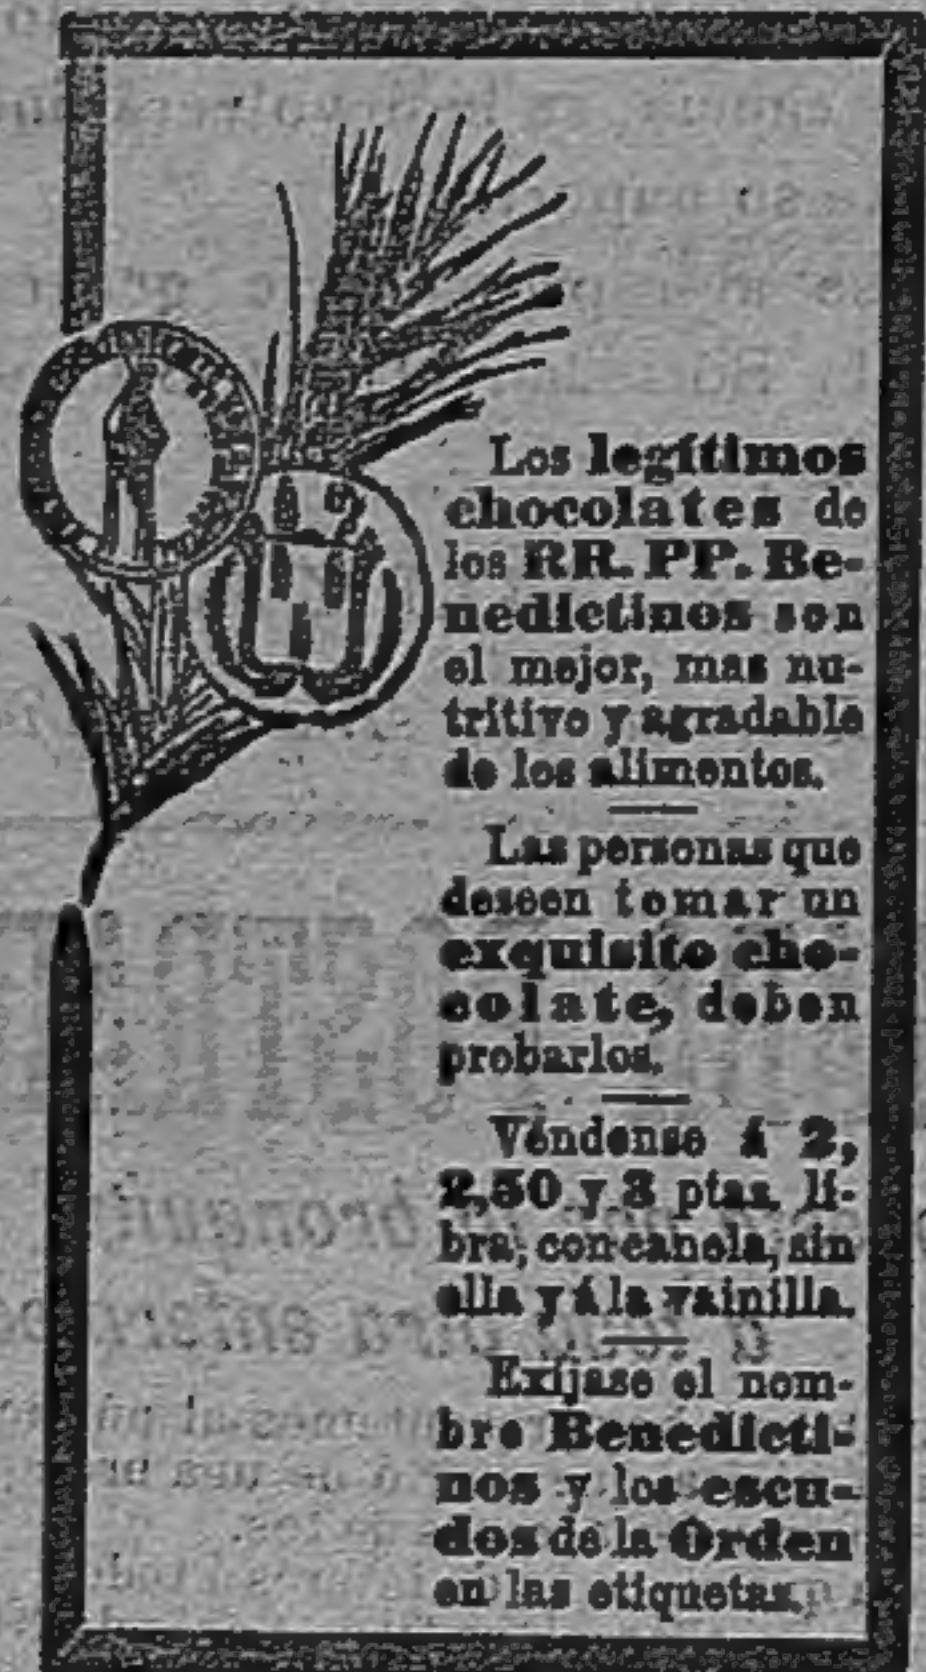 Los legítimos
chocolates de
los RR. PP. Be-
nedictinos son
el mejor, mas nu-
tritivo y agradable
de los alimentos.
Las personas que
deseen tomar un
exquisito cho-
colate, deben
probarlos.
Véndense á 2,
2,50 y 3 ptas. li-
bra, con canela, sin
ella y á la vainilla.
Exíjase el nom-
bre Benedicti-
nos y los escu-
dos de la Orden
en las etiquetas.